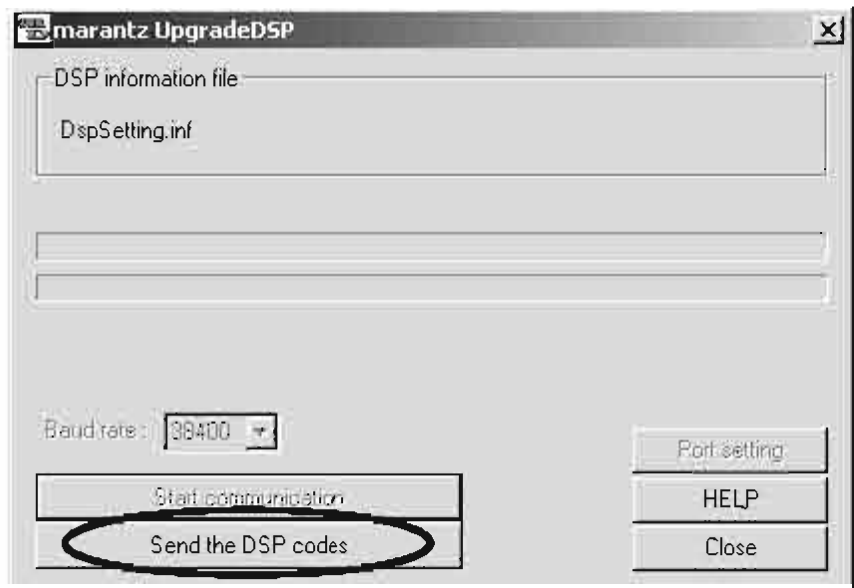 marantz UpgradeDSP
DSP information file
DspSetting.inf
Baud rate : 38400
Port setting
Start communication
HELP
Send the DSP codes
Close